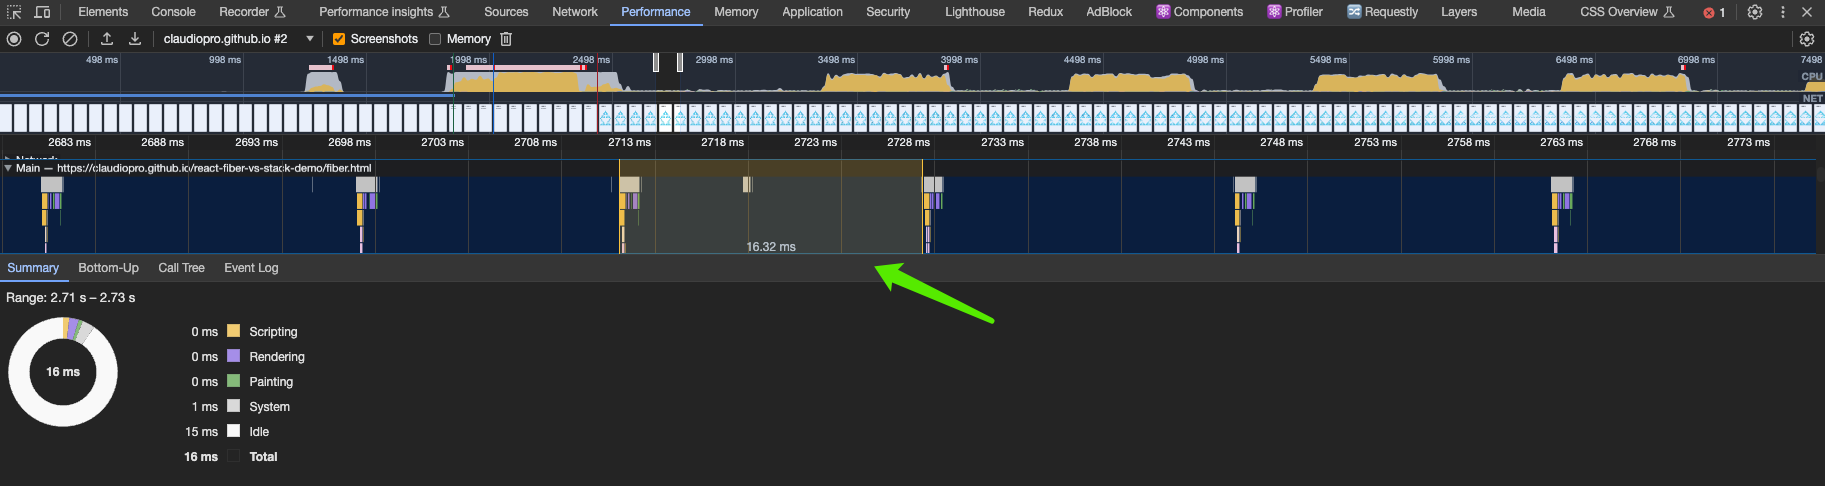 Elements Console Recorder Performance insights Sources Network Performance Memory Application Security Lighthouse Redux AdBlock Components Profiler Requestly Layers Media CSS Overview 1
claudiopro.github.io #2 Screenshots Memory
498 ms 998 ms 1498 ms 1998 ms 2498 ms 2998 ms 3498 ms 3998 ms 4498 ms 4998 ms 5498 ms 5998 ms 6498 ms 6998 ms 7498
CPU
NET
2683 ms 2688 ms 2693 ms 2698 ms 2703 ms 2708 ms 2713 ms 2718 ms 2723 ms 2728 ms 2733 ms 2738 ms 2743 ms 2748 ms 2753 ms 2758 ms 2763 ms 2768 ms 2773 ms
Network
Main — https://claudiopro.github.io/react-fiber-vs-stack-demo/fiber.html
16.32 ms
Summary Bottom-Up Call Tree Event Log
Range: 2.71 s – 2.73 s
0 ms Scripting
0 ms Rendering
16 ms
0 ms Painting
1 ms System
15 ms Idle
16 ms Total